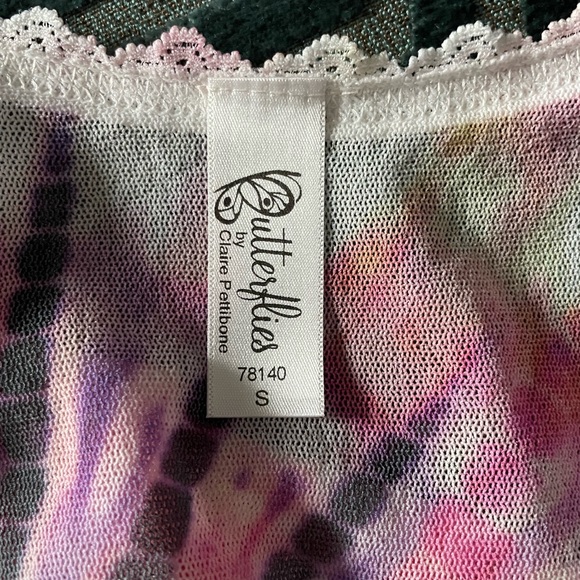 Butterflies
by
Claire Pettibone
78140
S